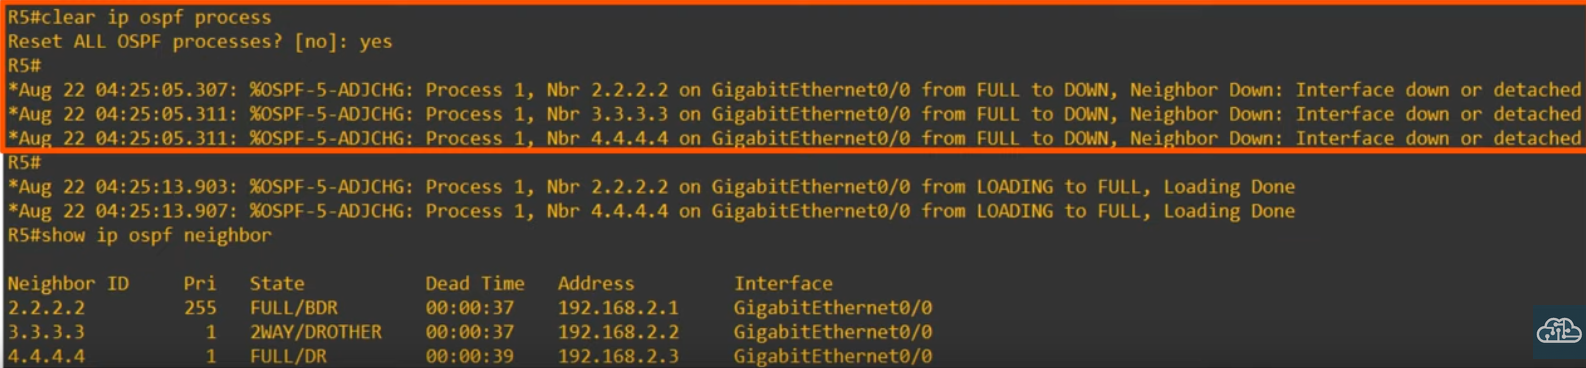 R5#clear ip ospf process
Reset ALL OSPF processes? [no]: yes
R5#
*Aug 22 04:25:05.307: %OSPF-5-ADJCHG: Process 1, Nbr 2.2.2.2 on GigabitEthernet0/0 from FULL to DOWN, Neighbor Down: Interface down or detached
*Aug 22 04:25:05.311: %OSPF-5-ADJCHG: Process 1, Nbr 3.3.3.3 on GigabitEthernet0/0 from FULL to DOWN, Neighbor Down: Interface down or detached
*Aug 22 04:25:05.311: %OSPF-5-ADJCHG: Process 1, Nbr 4.4.4.4 on GigabitEthernet0/0 from FULL to DOWN, Neighbor Down: Interface down or detached
R5#
*Aug 22 04:25:13.903: %OSPF-5-ADJCHG: Process 1, Nbr 2.2.2.2 on GigabitEthernet0/0 from LOADING to FULL, Loading Done
*Aug 22 04:25:13.907: %OSPF-5-ADJCHG: Process 1, Nbr 4.4.4.4 on GigabitEthernet0/0 from LOADING to FULL, Loading Done
R5#show ip ospf neighbor
Neighbor ID Pri State Dead Time Address Interface
2.2.2.2 255 FULL/BDR 00:00:37 192.168.2.1 GigabitEthernet0/0
3.3.3.3 1 2WAY/DROTHER 00:00:37 192.168.2.2 GigabitEthernet0/0
4.4.4.4 1 FULL/DR 00:00:39 192.168.2.3 GigabitEthernet0/0